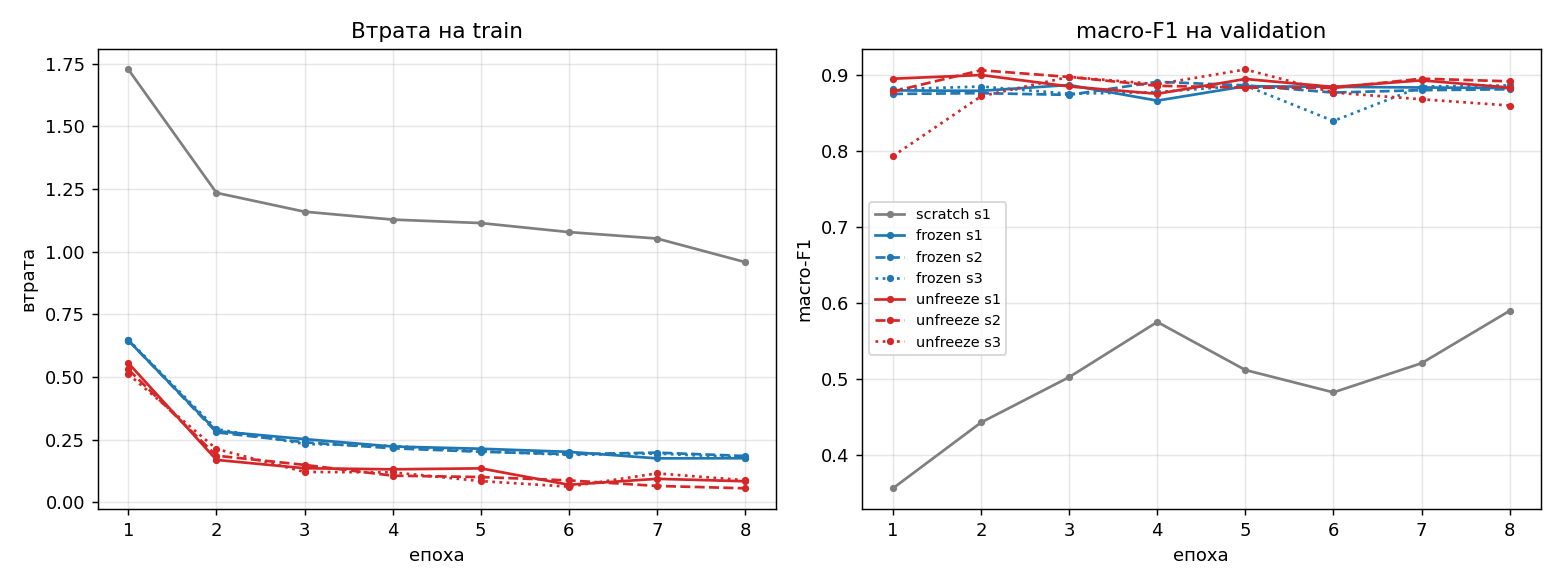 Втрата на train
втрата
1.75
1.50
1.25
1.00
0.75
0.50
0.25
0.00
1 2 3 4 5 6 7 8
епоха
macro-F1 на validation
macro-F1
0.9
0.8
0.7
0.6
0.5
0.4
scratch s1
frozen s1
frozen s2
frozen s3
unfreeze s1
unfreeze s2
unfreeze s3
1 2 3 4 5 6 7 8
епоха